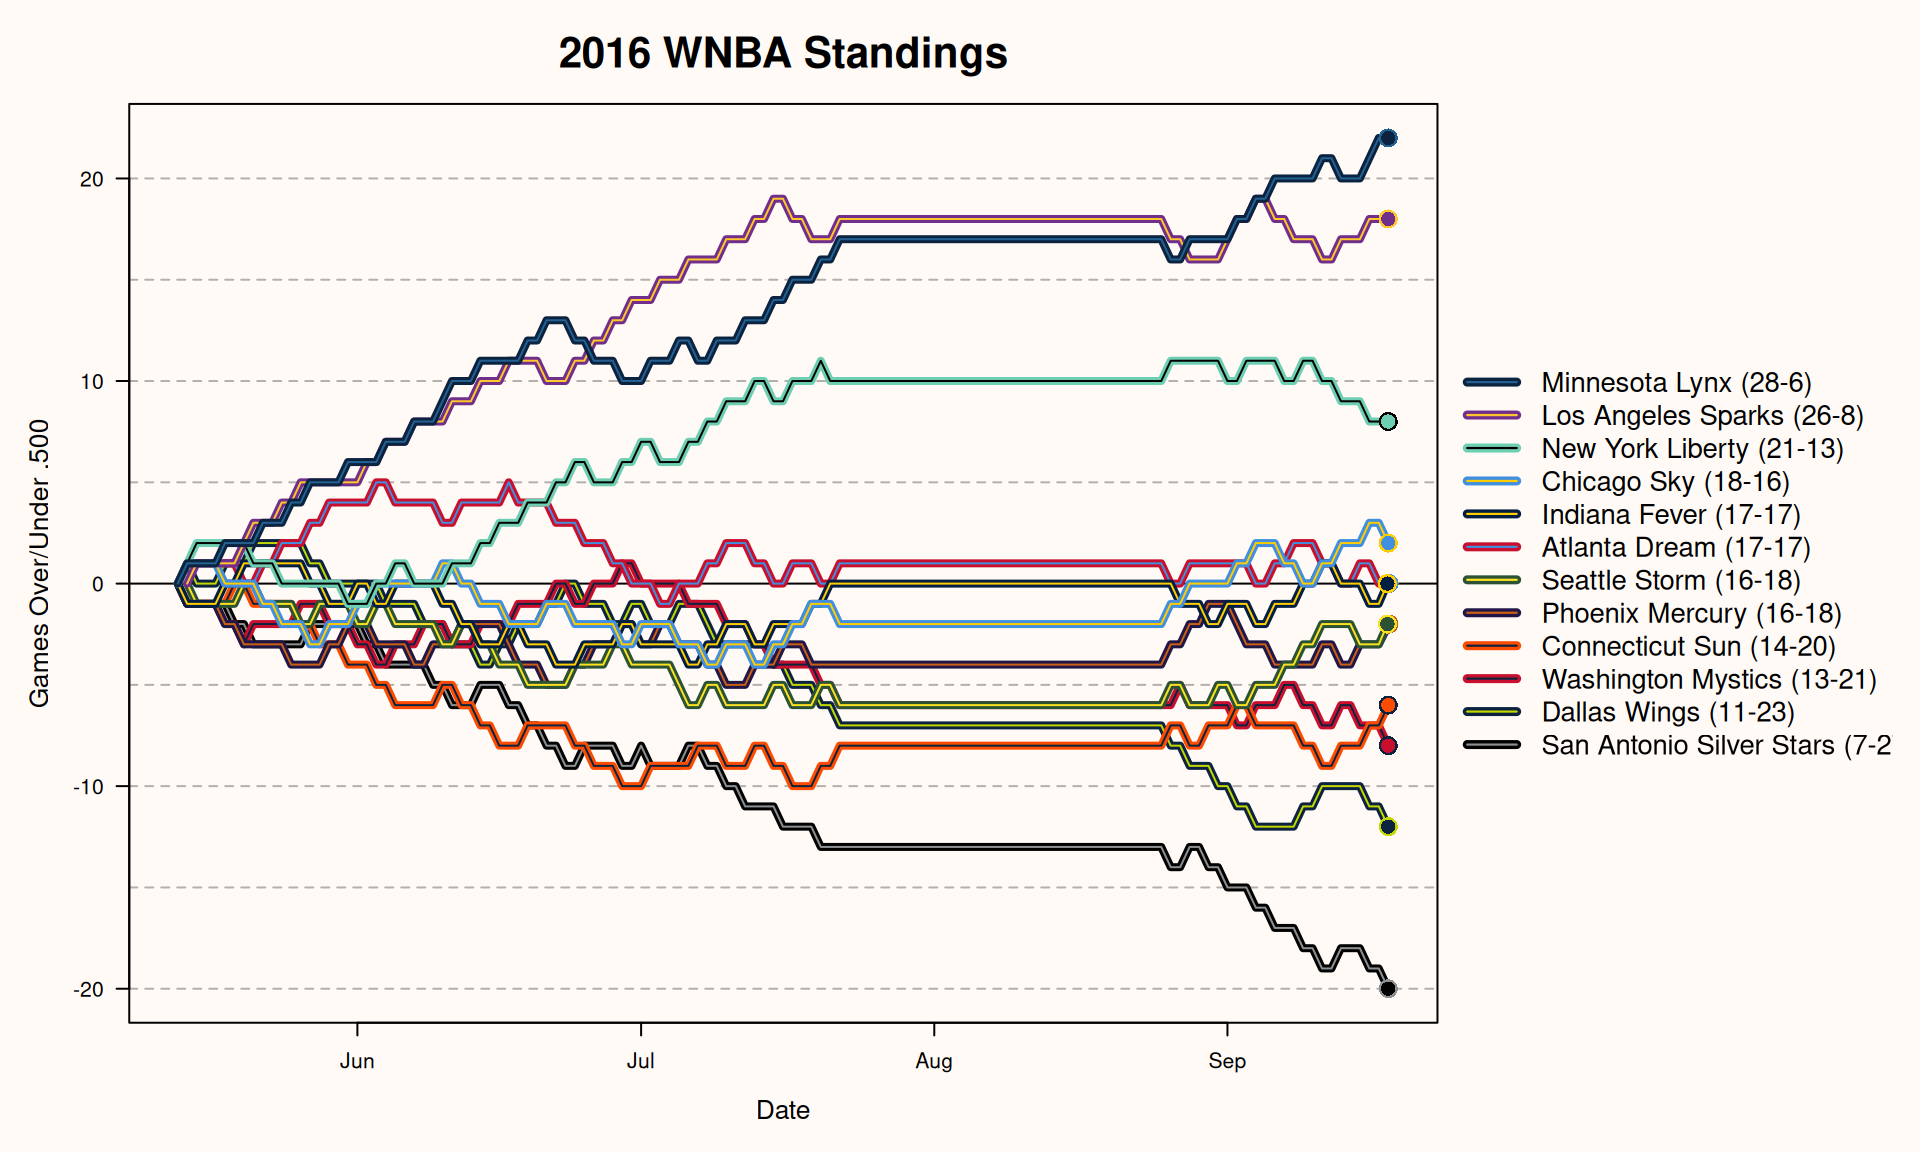 2016 WNBA Standings
Games Over/Under .500
20
10
0
-10
-20
Jun
Jul
Aug
Sep
Date
Minnesota Lynx (28-6)
Los Angeles Sparks (26-8)
New York Liberty (21-13)
Chicago Sky (18-16)
Indiana Fever (17-17)
Atlanta Dream (17-17)
Seattle Storm (16-18)
Phoenix Mercury (16-18)
Connecticut Sun (14-20)
Washington Mystics (13-21)
Dallas Wings (11-23)
San Antonio Silver Stars (7-2